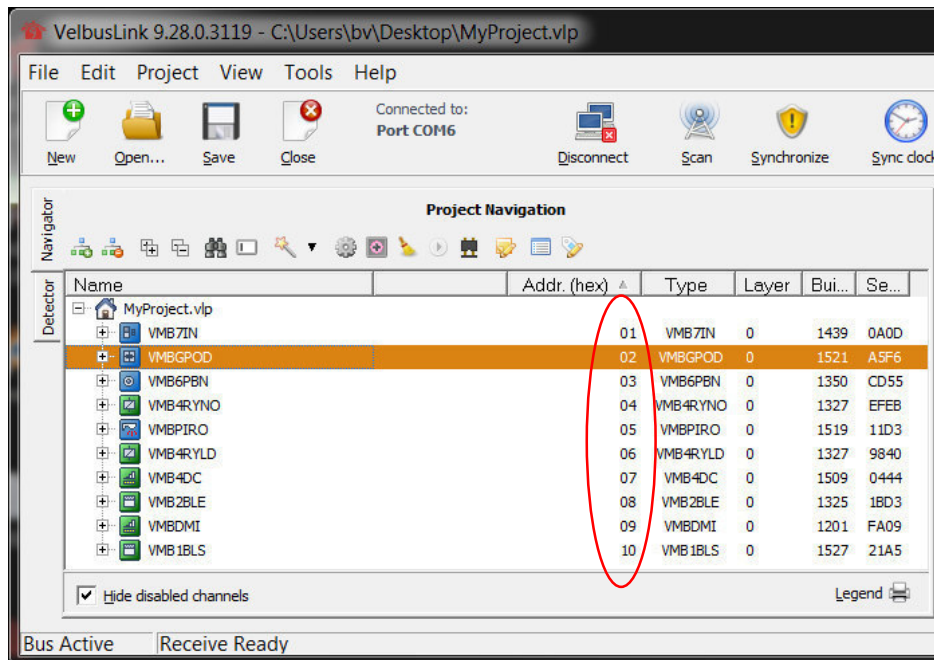 VelbusLink 9.28.0.3119 - C:\Users\bv\Desktop\MyProject.vlp
File Edit Project View Tools Help
Connected to:
Port COM6
New Open... Save Close Disconnect Scan Synchronize Sync clock
Navigator
Project Navigation
Detector
Name Addr. (hex) Type Layer Bui... Se...
MyProject.vlp
VMB7IN 01 VMB7IN 0 1439 0A0D
VMBGPOD 02 VMBGPOD 0 1521 A5F6
VMB6PBN 03 VMB6PBN 0 1350 CD55
VMB4RYNO 04 VMB4RYNO 0 1327 EFEB
VMBPIRO 05 VMBPIRO 0 1519 11D3
VMB4RYLD 06 VMB4RYLD 0 1327 9840
VMB4DC 07 VMB4DC 0 1509 0444
VMB2BLE 08 VMB2BLE 0 1325 1BD3
VMBDMI 09 VMBDMI 0 1201 FA09
VMB1BLS 10 VMB1BLS 0 1527 21A5
Hide disabled channels Legend
Bus Active Receive Ready